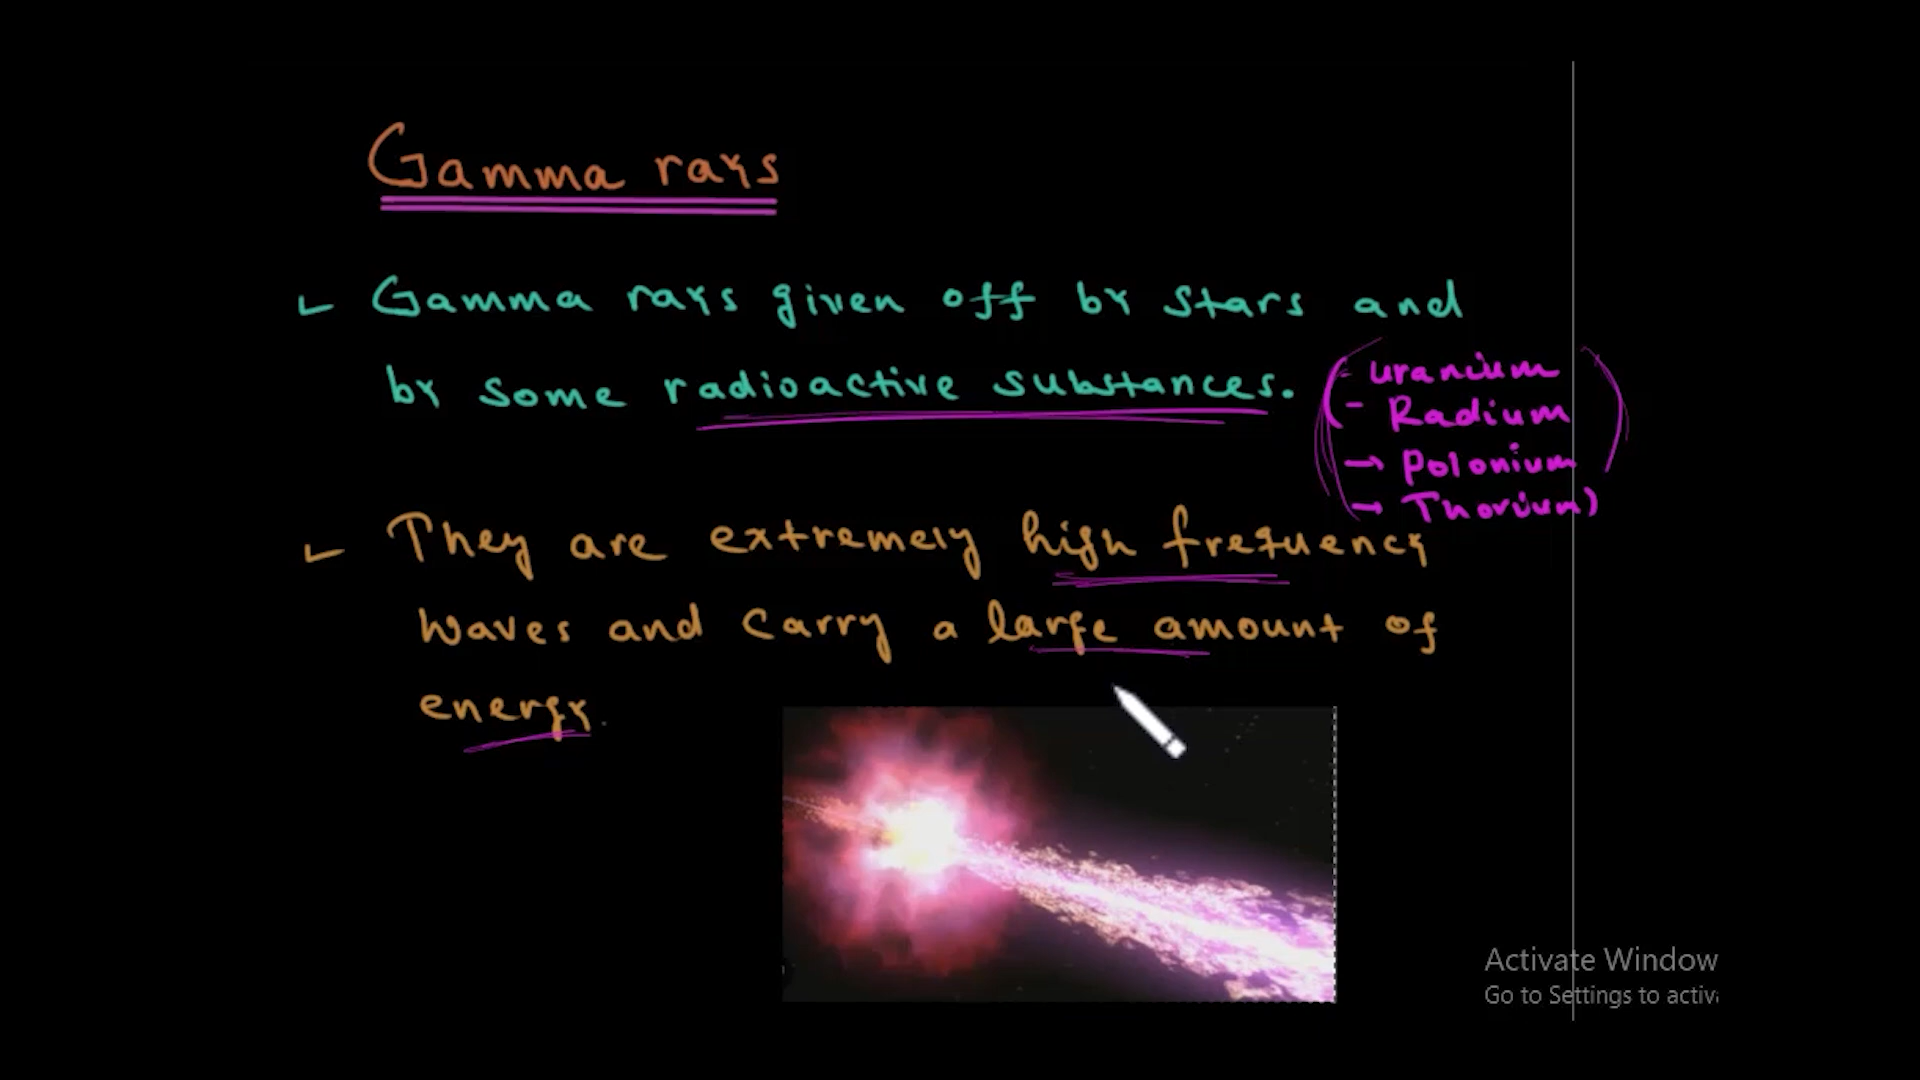 Gamma rays
Gamma rays given off by stars and
by some radioactive substances.
- uranium
- Radium
→ Polonium
→ Thorium)
They are extremely high frequency
waves and carry a large amount of
energy.
Activate Window
Go to Settings to activ